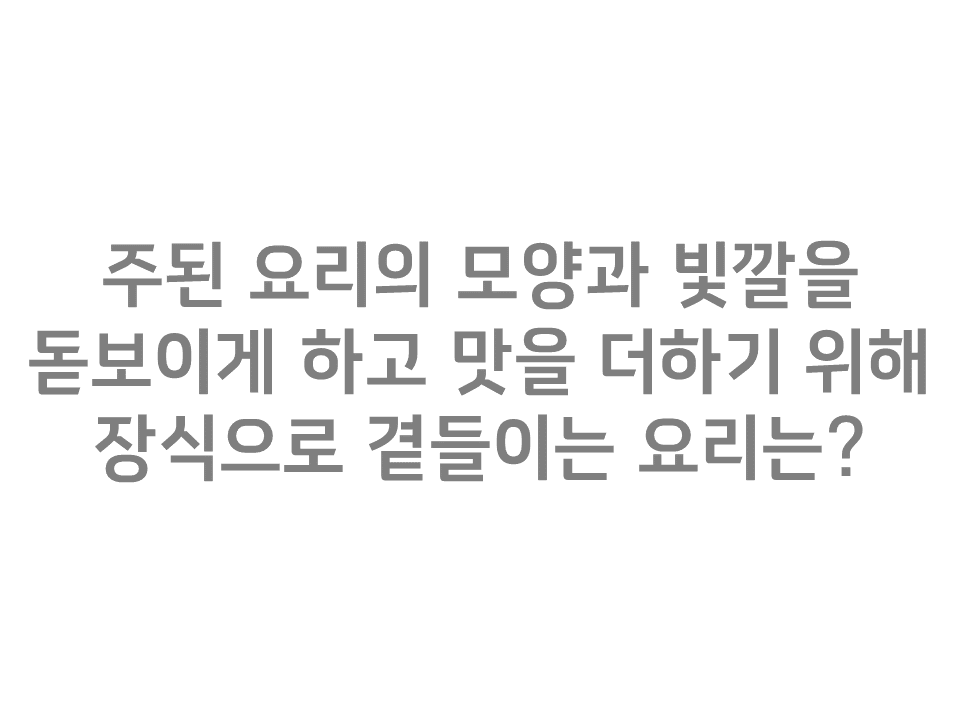 주된 요리의 모양과 빛깔을
돋보이게 하고 맛을 더하기 위해
장식으로 곁들이는 요리는?